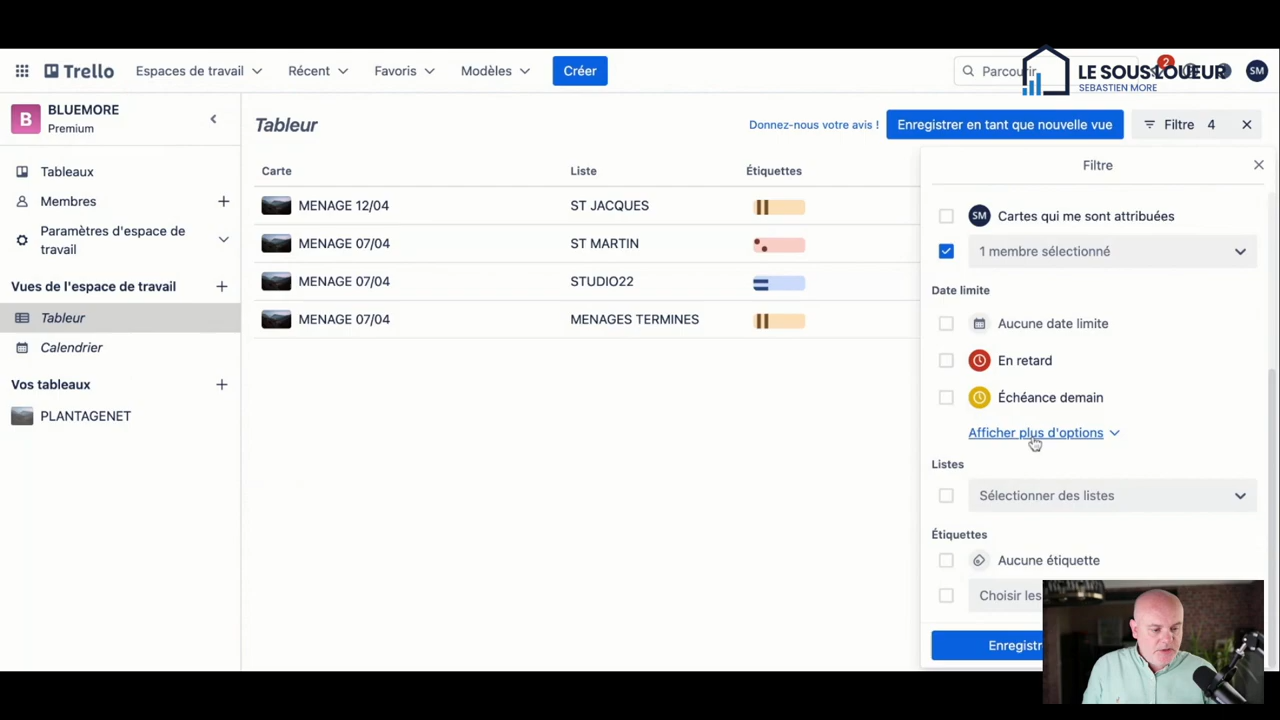 Trello
Espaces de travail
Récent
Favoris
Modèles
Créer
Parcourir
2
SM
LE SOUS LOUEUR
SEBASTIEN MORE
B
BLUEMORE
Premium
Tableaux
Membres
Paramètres d'espace de
travail
Vues de l'espace de travail
Tableur
Calendrier
Vos tableaux
PLANTAGENET
Tableur
Donnez-nous votre avis !
Enregistrer en tant que nouvelle vue
Filtre 4
Carte Liste Étiquettes
MENAGE 12/04 ST JACQUES
MENAGE 07/04 ST MARTIN
MENAGE 07/04 STUDIO22
MENAGE 07/04 MENAGES TERMINES
Filtre
SM Cartes qui me sont attribuées
1 membre sélectionné
Date limite
Aucune date limite
En retard
Échéance demain
Afficher plus d'options
Listes
Sélectionner des listes
Étiquettes
Aucune étiquette
Choisir les
Enregistr